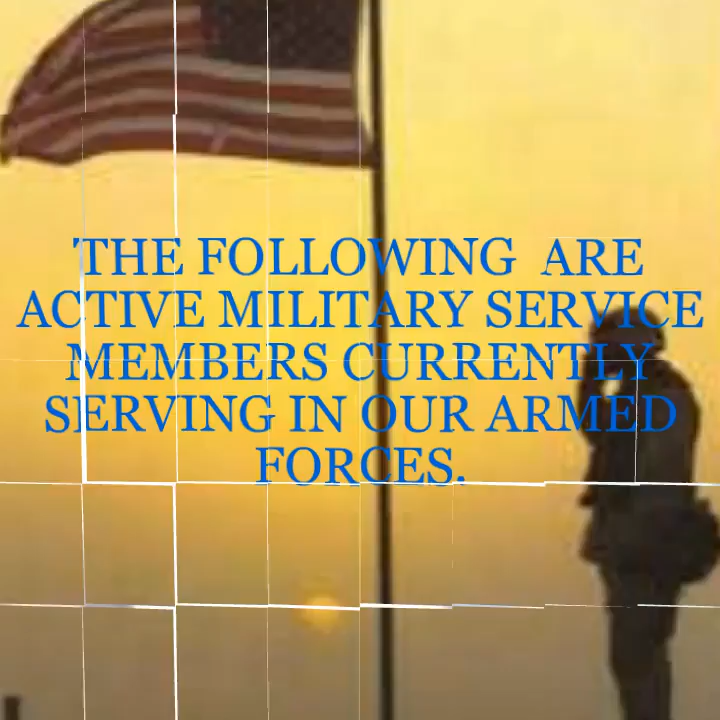 THE FOLLOWING  ARE
ACTIVE MILITARY SERVICE
MEMBERS CURRENTLY
SERVING IN OUR ARMED
FORCES.